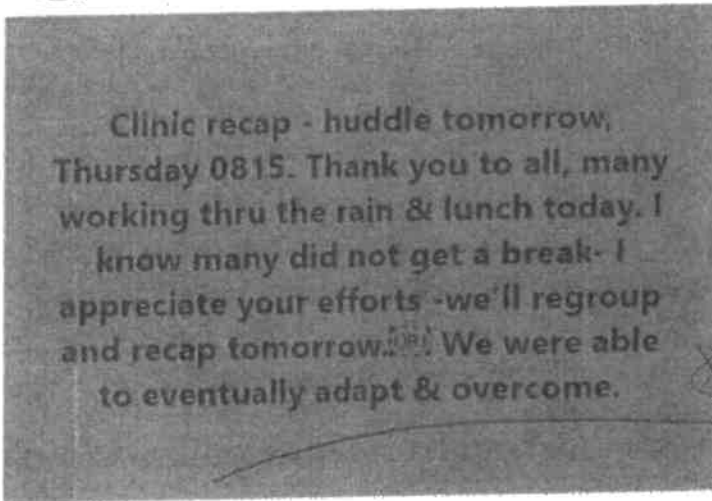 Clinic recap - huddle tomorrow,
Thursday 0815. Thank you to all, many
working thru the rain & lunch today. I
know many did not get a break- I
appreciate your efforts -we'll regroup
and recap tomorrow. We were able
to eventually adapt & overcome.